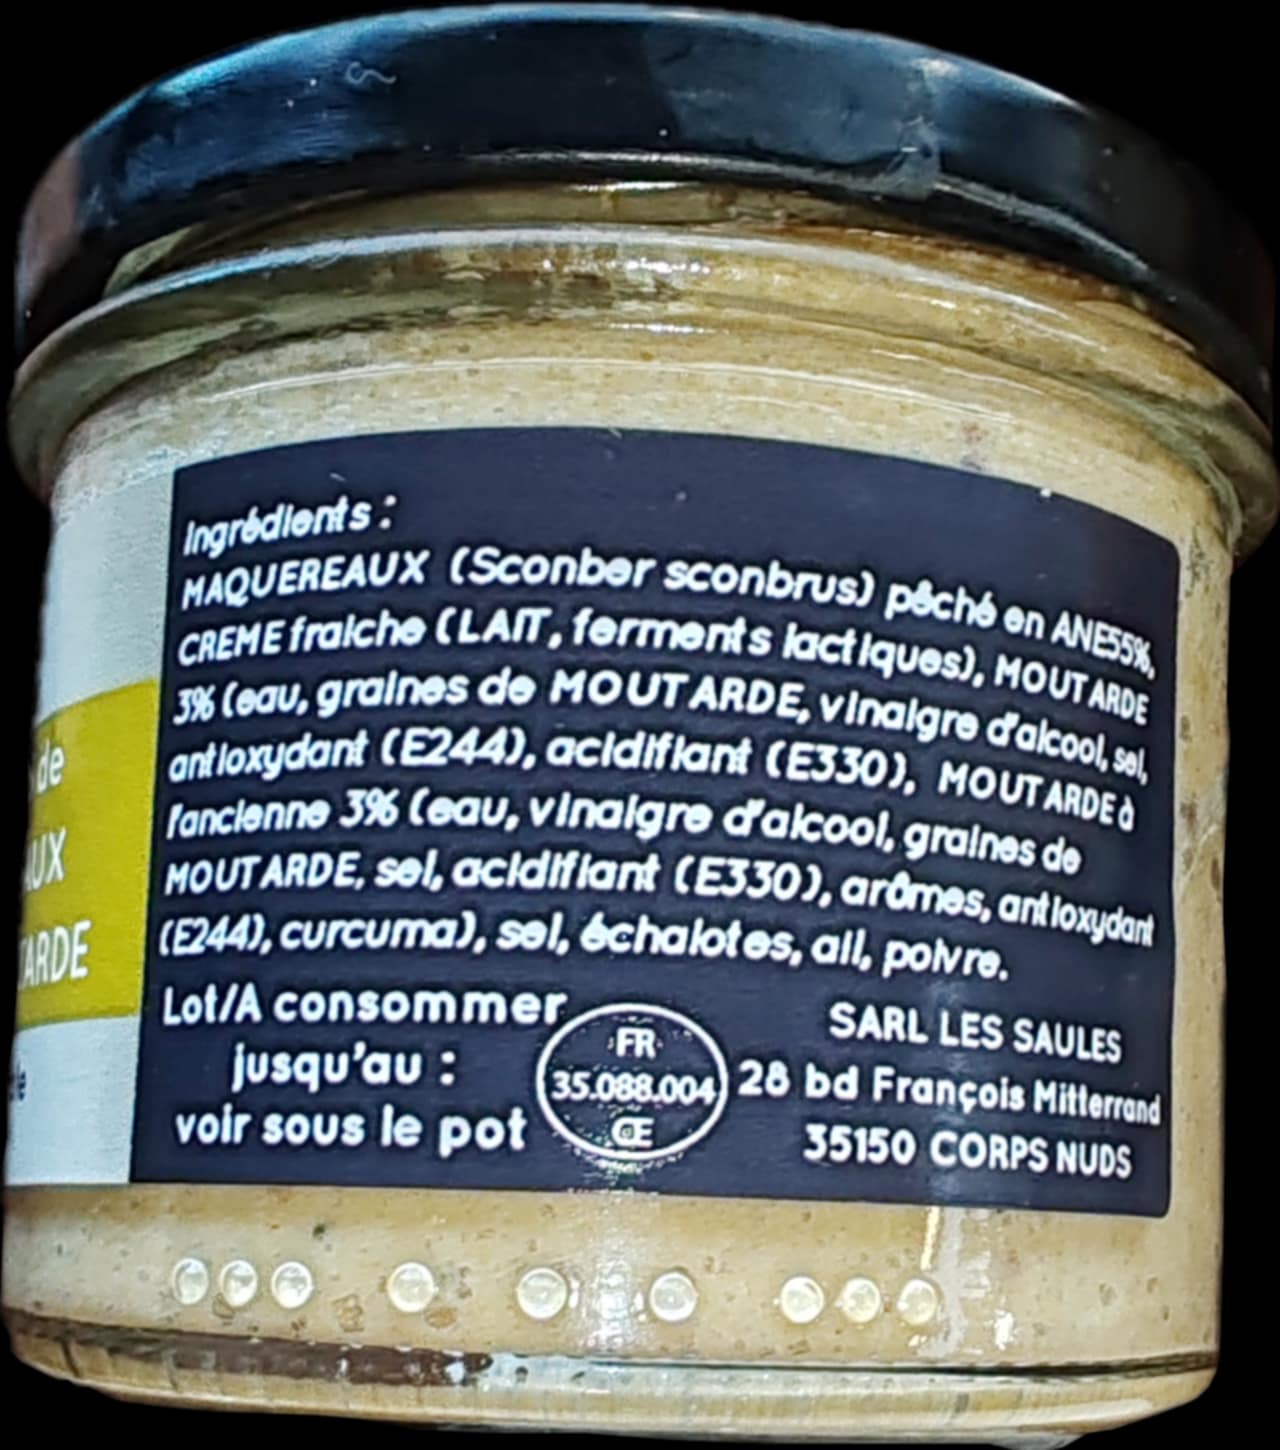 Ingrédients :
MAQUEREAUX (Sconber sconbrus) pêché en ANE55%,
CREME fraiche (LAIT, ferments lactiques), MOUTARDE
3% (eau, graines de MOUTARDE, vinaigre d'alcool, sel,
antioxydant (E244), acidifiant (E330), MOUTARDE à
l'ancienne 3% (eau, vinaigre d'alcool, graines de
MOUTARDE, sel, acidifiant (E330), arômes, antioxydant
(E244), curcuma), sel, échalotes, ail, poivre.
Lot/A consommer
jusqu'au :
voir sous le pot
FR
35.088.004
CE
SARL LES SAULES
28 bd François Mitterrand
35150 CORPS NUDS
de
AUX
TARDE